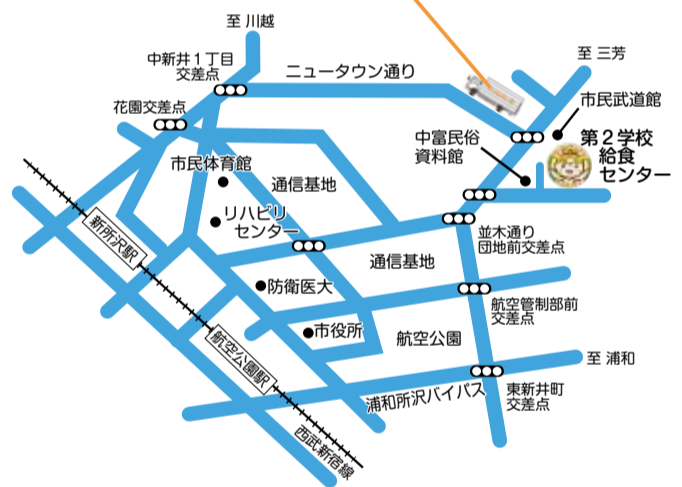 至 川越
至 三芳
中新井１丁目
交差点
ニュータウン通り
市民武道館
花園交差点
中富民俗
資料館
第２学校
給食
センター
市民体育館
通信基地
リハビリ
センター
並木通り
団地前交差点
新所沢駅
通信基地
防衛医大
航空管制部前
交差点
市役所
航空公園
航空公園駅
至 浦和
浦和所沢バイパス
東新井町
交差点
西武新宿線